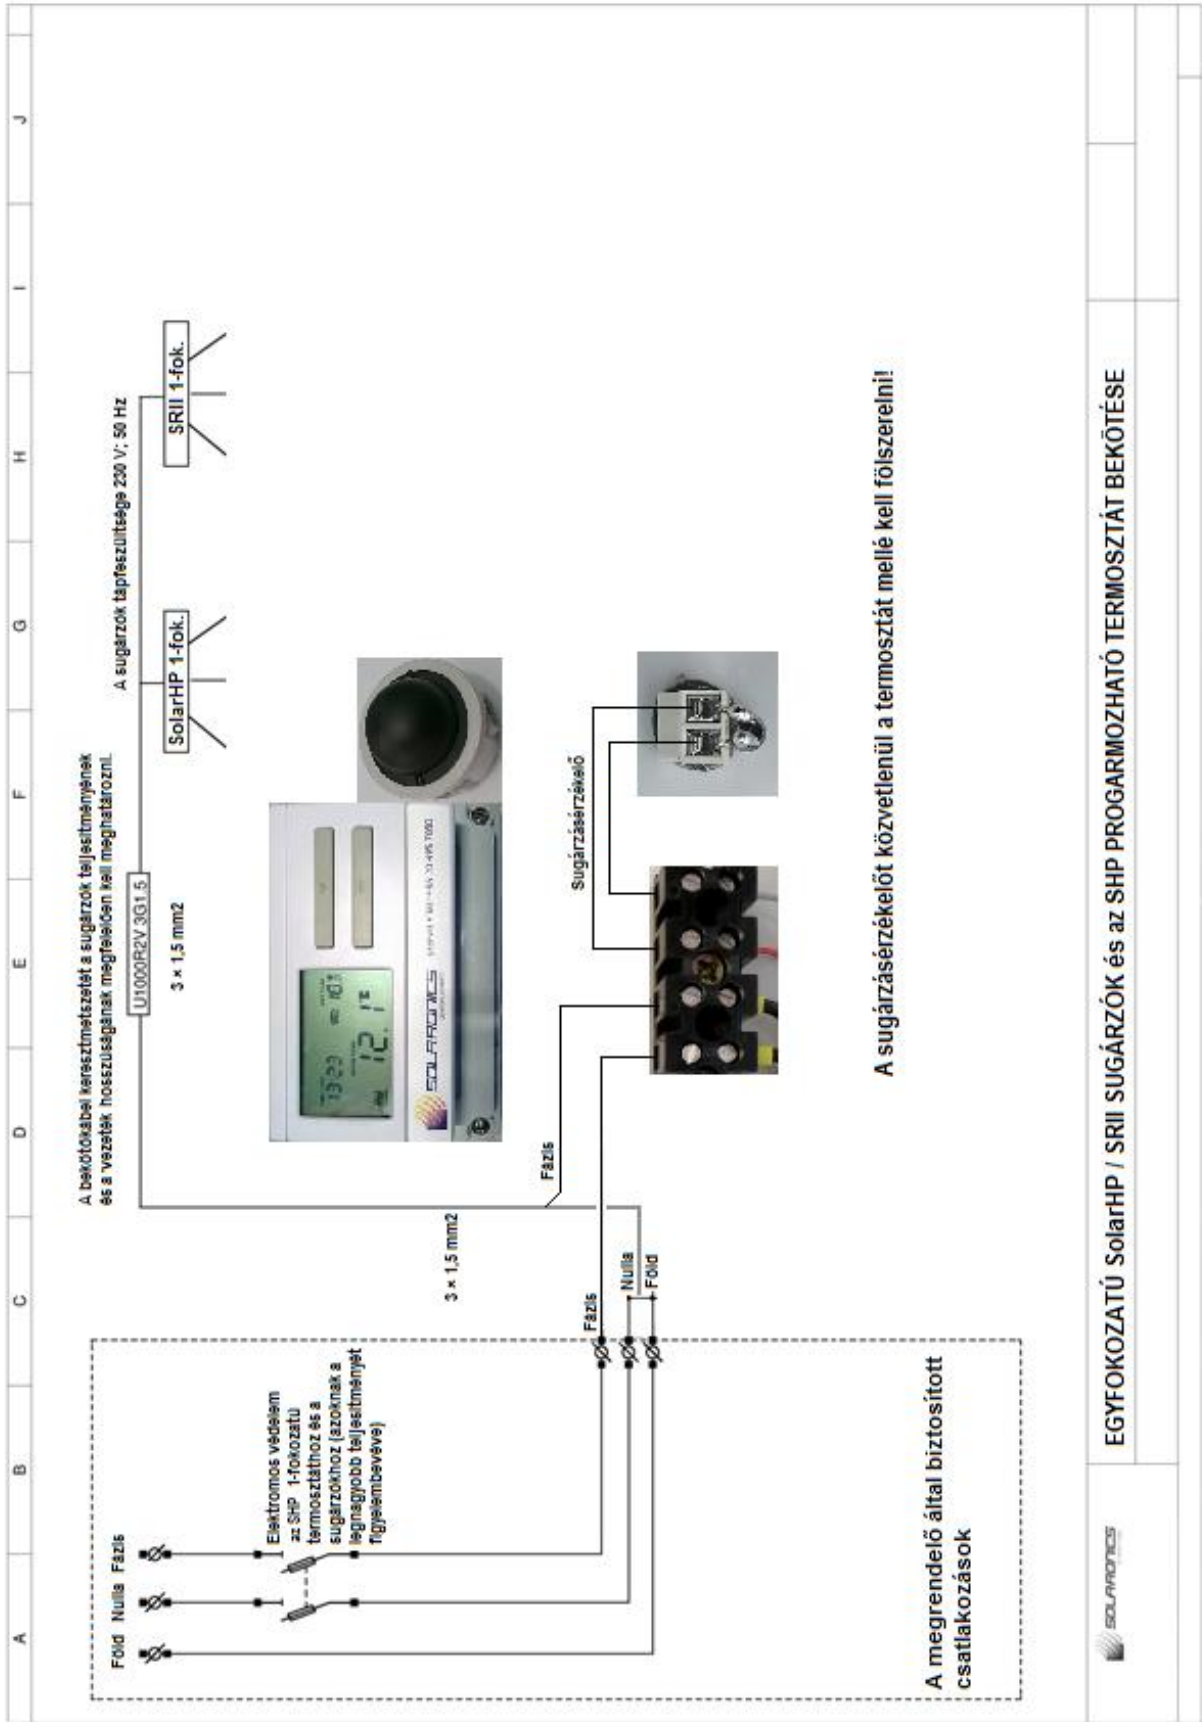 A B C D E F G H I J
A bekötőkábel keresztmetszetét a sugárzók teljesítményének
és a vezeték hosszúságának megfelelően kell meghatározni.
A sugárzók tápfeszültsége 230 V; 50 Hz
U1000R2V 3G1.5
3 × 1,5 mm2
SolarHP 1-fok.
SRII 1-fok.
Föld Nulla Fázis
Elektromos védelem
az SHP 1-fokozatú
termosztáthoz és a
sugárzókhoz (azoknak a
legnagyobb teljesítményét
figyelembevéve)
3 × 1,5 mm2
SOLARONICS
Fázis
Sugárzásérzékelő
Fázis
Nulla
Föld
A sugárzásérzékelőt közvetlenül a termosztát mellé kell fölszerelni!
A megrendelő által biztosított
csatlakozások
SOLARONICS
EGYFOKOZATÚ SolarHP / SRII SUGÁRZÓK és az SHP PROGARMOZHATÓ TERMOSZTÁT BEKÖTÉSE